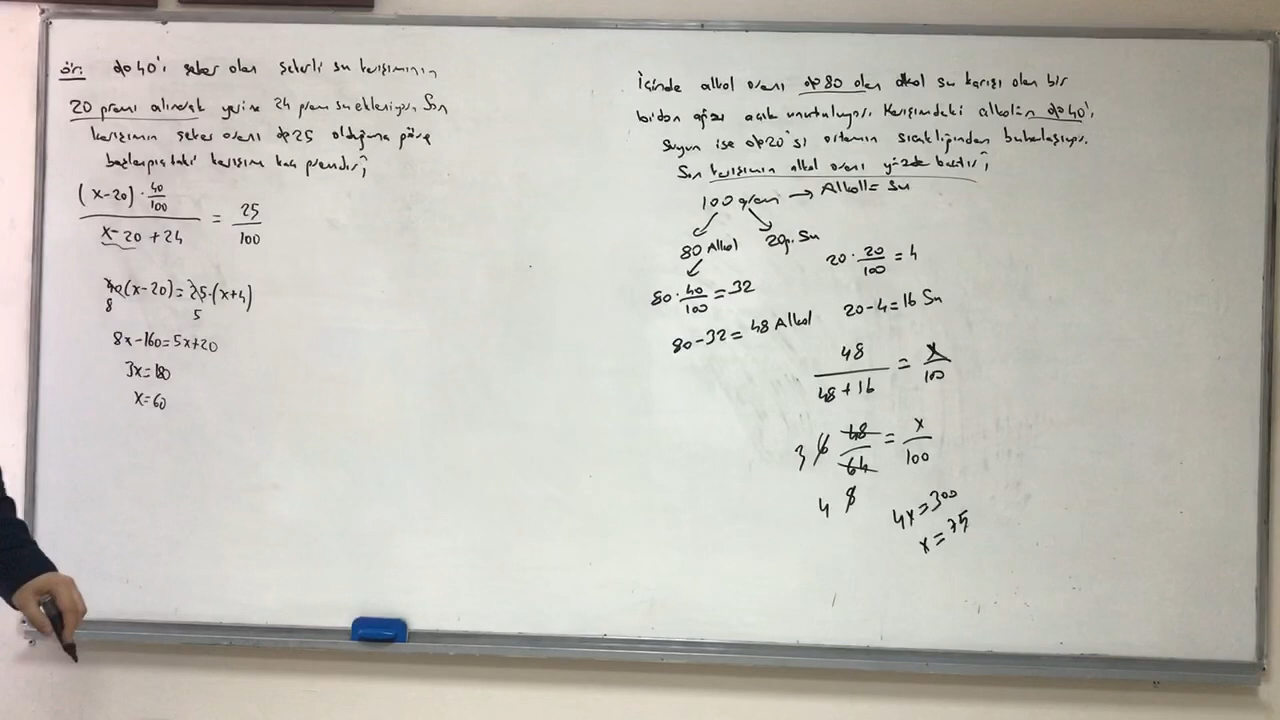 ör: %40'ı şeker olan şekerli su karışımının
20 gramı alınarak yerine 24 gram su ekleniyor. Son
karışımın şeker oranı %25 olduğuna göre
başlangıçtaki karışım kaç gramdır?
(x-20)·40/100 / x-20+24 = 25/100
40(x-20)=25·(x+4)
8 5
8x-160=5x+20
3x=180
x=60
İçinde alkol oranı %80 olan alkol su karışı olan bir
bidon ağzı açık unutuluyor. Karışımdaki alkolün %40'ı,
suyun ise %20'si ortamın sıcaklığından buharlaşıyor.
Son karışımın alkol oranı yüzde kaçtır?
100 gram → Alkoll= Su
80 Alkol 20g. Su
20·20/100=4
80·40/100=32
20-4=16 Su
80-32=48 Alkol
48/48+16 = x/100
3 6 48/64 = x/100
4 8
4x=300
x=75